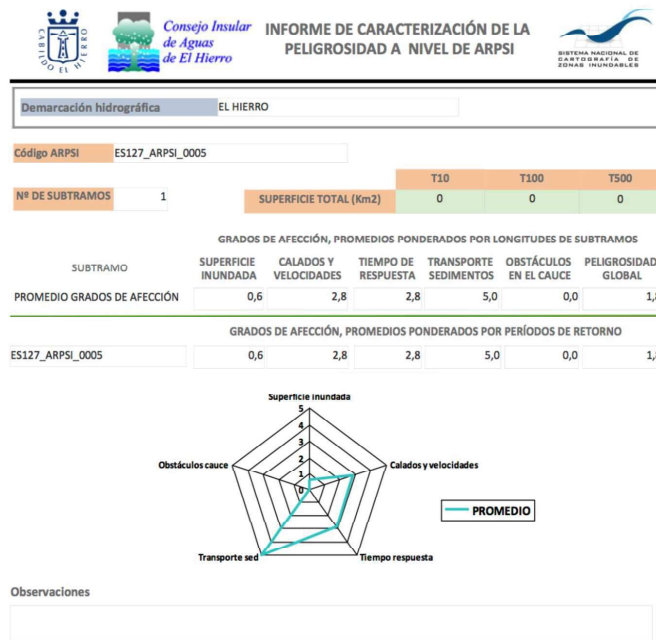 CABILDO EL HIERRO
Consejo Insular
de Aguas
de El Hierro
INFORME DE CARACTERIZACIÓN DE LA
PELIGROSIDAD A NIVEL DE ARPSI
SISTEMA NACIONAL DE
CARTOGRAFÍA DE
ZONAS INUNDABLES
Demarcación hidrográfica EL HIERRO
Código ARPSI ES127_ARPSI_0005
T10 T100 T500
Nº DE SUBTRAMOS 1 SUPERFICIE TOTAL (Km2) 0 0 0
GRADOS DE AFECCIÓN, PROMEDIOS PONDERADOS POR LONGITUDES DE SUBTRAMOS
SUBTRAMO SUPERFICIE INUNDADA CALADOS Y VELOCIDADES TIEMPO DE RESPUESTA TRANSPORTE SEDIMENTOS OBSTÁCULOS EN EL CAUCE PELIGROSIDAD GLOBAL
PROMEDIO GRADOS DE AFECCIÓN 0,6 2,8 2,8 5,0 0,0 1,8
GRADOS DE AFECCIÓN, PROMEDIOS PONDERADOS POR PERÍODOS DE RETORNO
ES127_ARPSI_0005 0,6 2,8 2,8 5,0 0,0 1,8
Superficie inundada
5
4
3
2
1
0
Obstáculos cauce
Calados y velocidades
PROMEDIO
Transporte sed
Tiempo respuesta
Observaciones